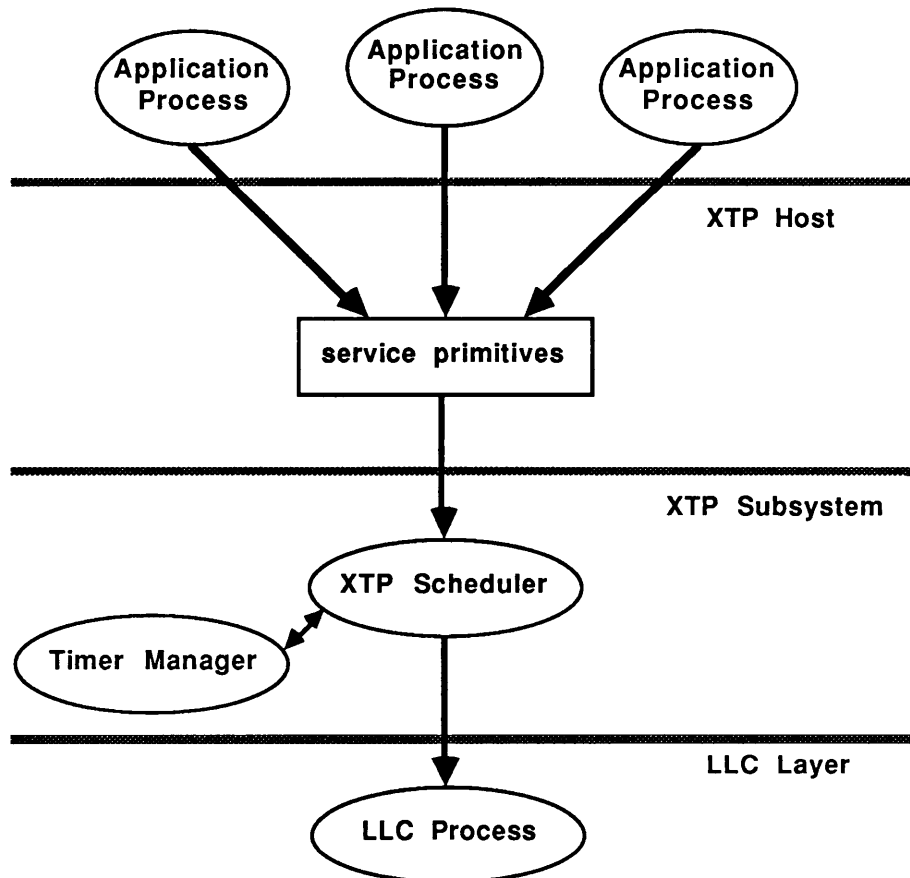 Application
Process
Application
Process
Application
Process
XTP Host
service primitives
XTP Subsystem
XTP Scheduler
Timer Manager
LLC Layer
LLC Process